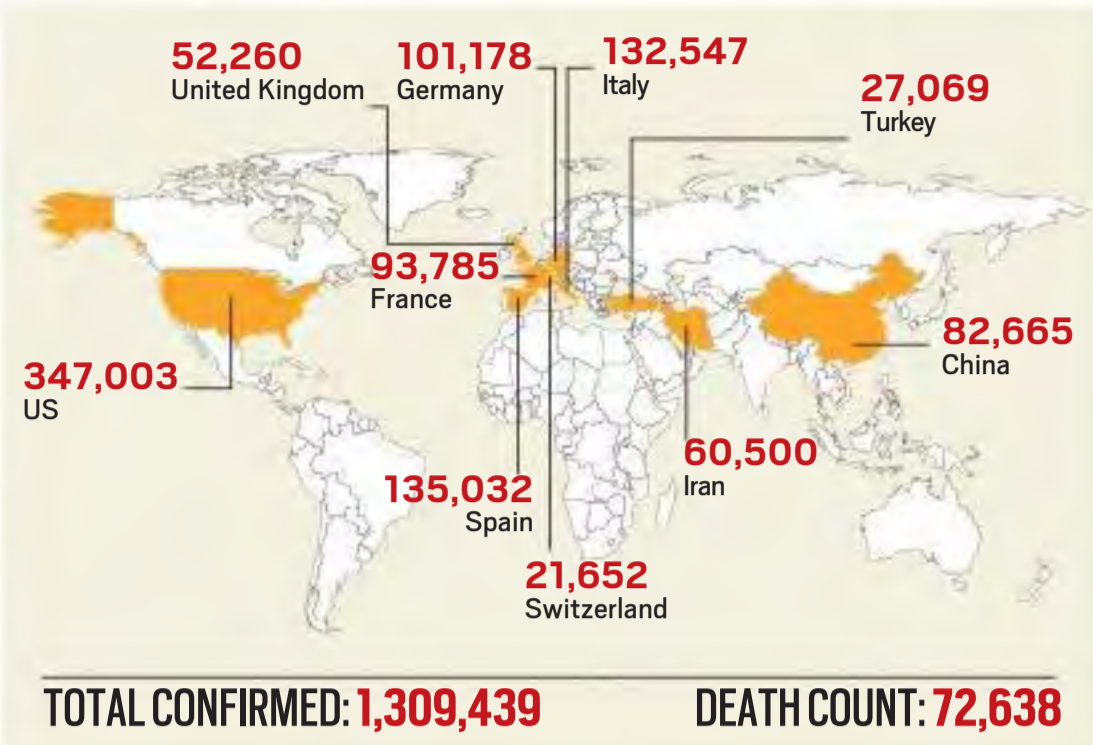 52,260
United Kingdom
101,178
Germany
132,547
Italy
27,069
Turkey
93,785
France
347,003
US
82,665
China
60,500
Iran
135,032
Spain
21,652
Switzerland
TOTAL CONFIRMED: 1,309,439
DEATH COUNT: 72,638